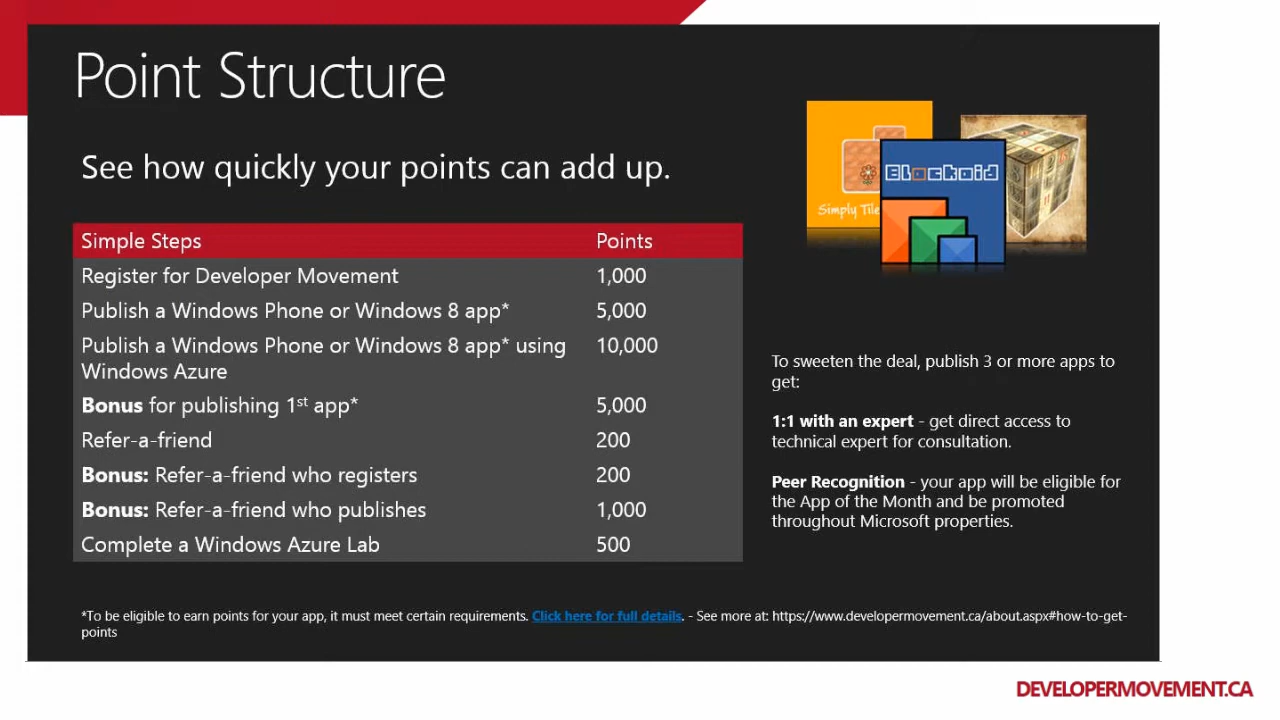 Point Structure
See how quickly your points can add up.
Simple Steps Points
Register for Developer Movement 1,000
Publish a Windows Phone or Windows 8 app* 5,000
Publish a Windows Phone or Windows 8 app* using 10,000
Windows Azure
Bonus for publishing 1st app* 5,000
Refer-a-friend 200
Bonus: Refer-a-friend who registers 200
Bonus: Refer-a-friend who publishes 1,000
Complete a Windows Azure Lab 500
Simply Tile
Blockoid
To sweeten the deal, publish 3 or more apps to
get:
1:1 with an expert - get direct access to
technical expert for consultation.
Peer Recognition - your app will be eligible for
the App of the Month and be promoted
throughout Microsoft properties.
*To be eligible to earn points for your app, it must meet certain requirements. Click here for full details. - See more at: https://www.developermovement.ca/about.aspx#how-to-get-
points
DEVELOPERMOVEMENT.CA